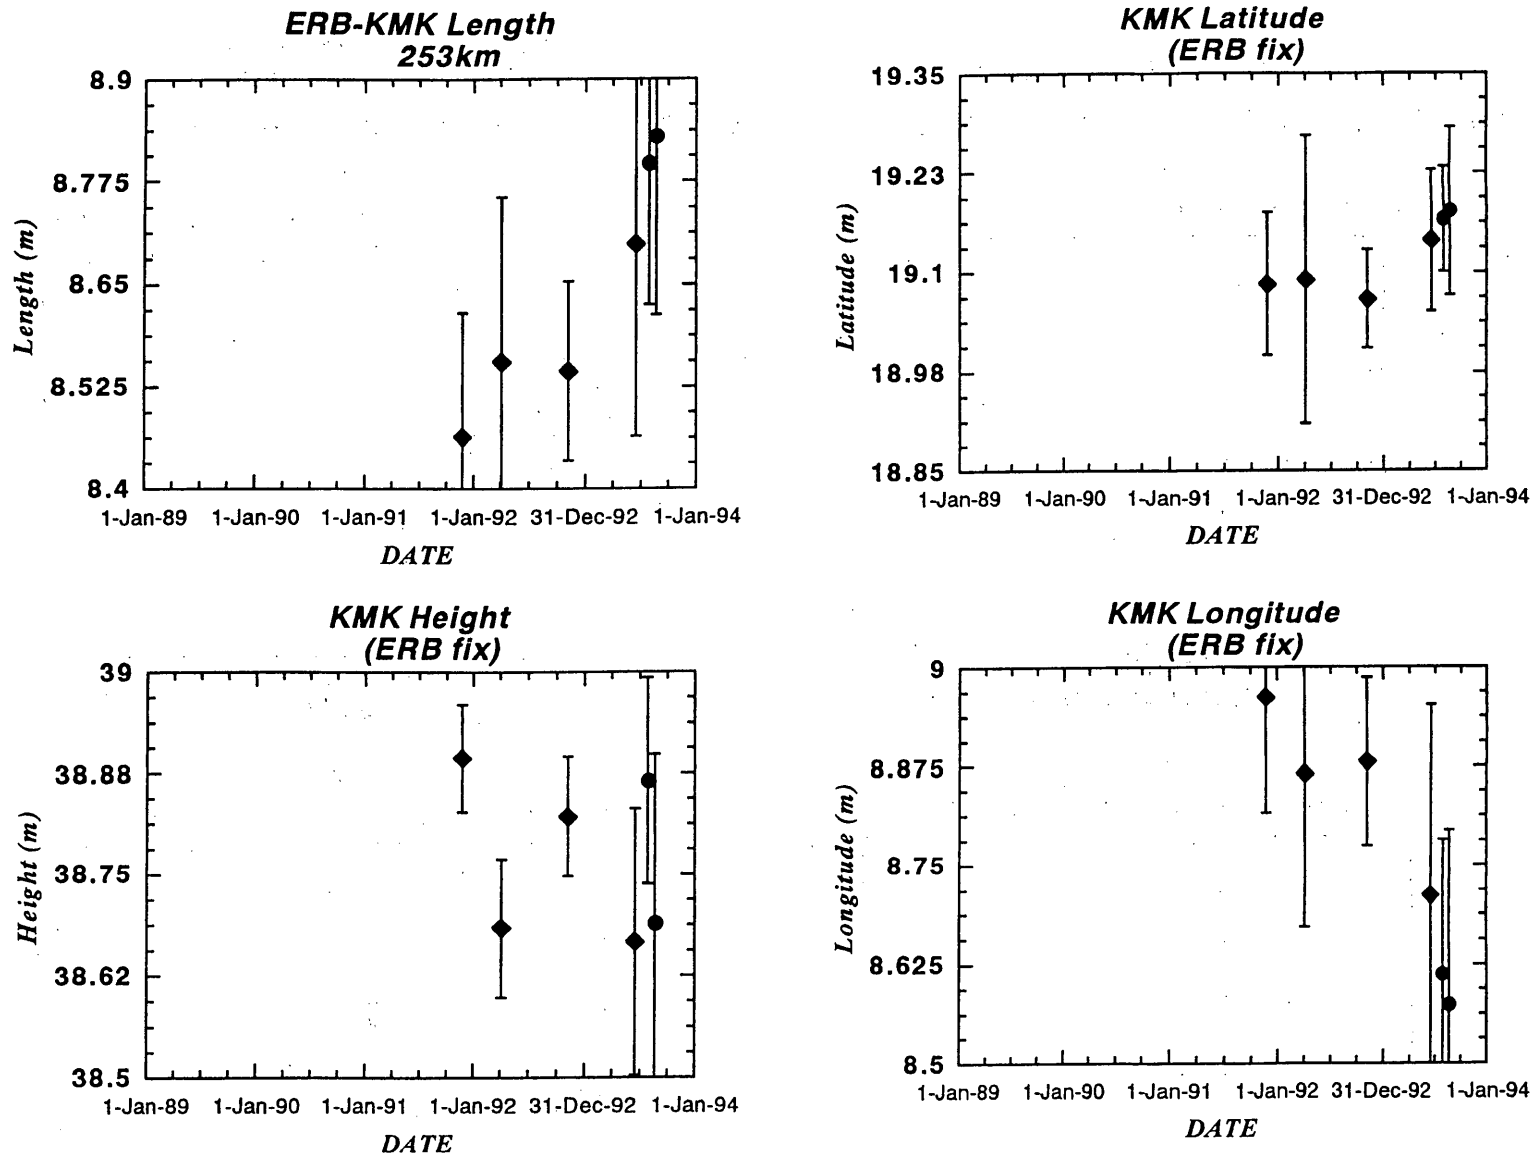 ERB-KMK Length
253km
8.9
8.775
8.65
8.525
8.4
Length (m)
1-Jan-89 1-Jan-90 1-Jan-91 1-Jan-92 31-Dec-92 1-Jan-94
DATE
KMK Latitude
(ERB fix)
19.35
19.23
19.1
18.98
18.85
Latitude (m)
1-Jan-89 1-Jan-90 1-Jan-91 1-Jan-92 31-Dec-92 1-Jan-94
DATE
KMK Height
(ERB fix)
39
38.88
38.75
38.62
38.5
Height (m)
1-Jan-89 1-Jan-90 1-Jan-91 1-Jan-92 31-Dec-92 1-Jan-94
DATE
KMK Longitude
(ERB fix)
9
8.875
8.75
8.625
8.5
Longitude (m)
1-Jan-89 1-Jan-90 1-Jan-91 1-Jan-92 31-Dec-92 1-Jan-94
DATE